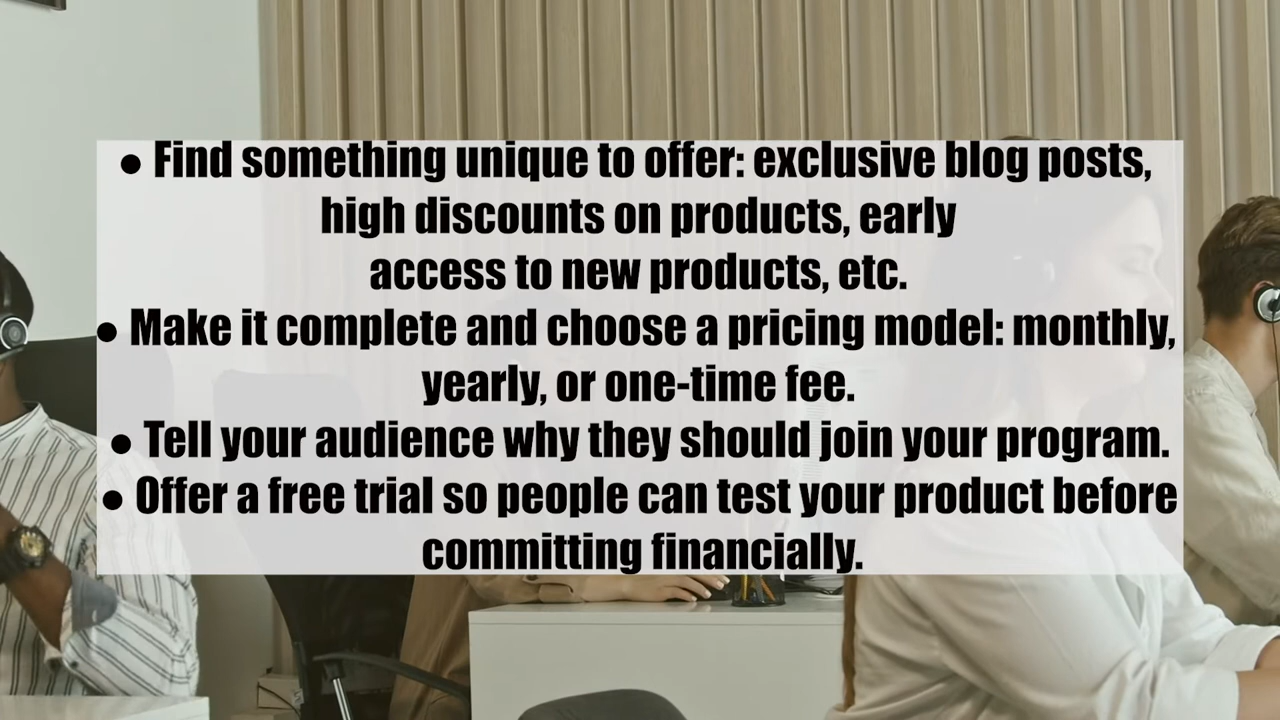 ● Find something unique to offer: exclusive blog posts,
high discounts on products, early
access to new products, etc.
● Make it complete and choose a pricing model: monthly,
yearly, or one-time fee.
● Tell your audience why they should join your program.
● Offer a free trial so people can test your product before
committing financially.